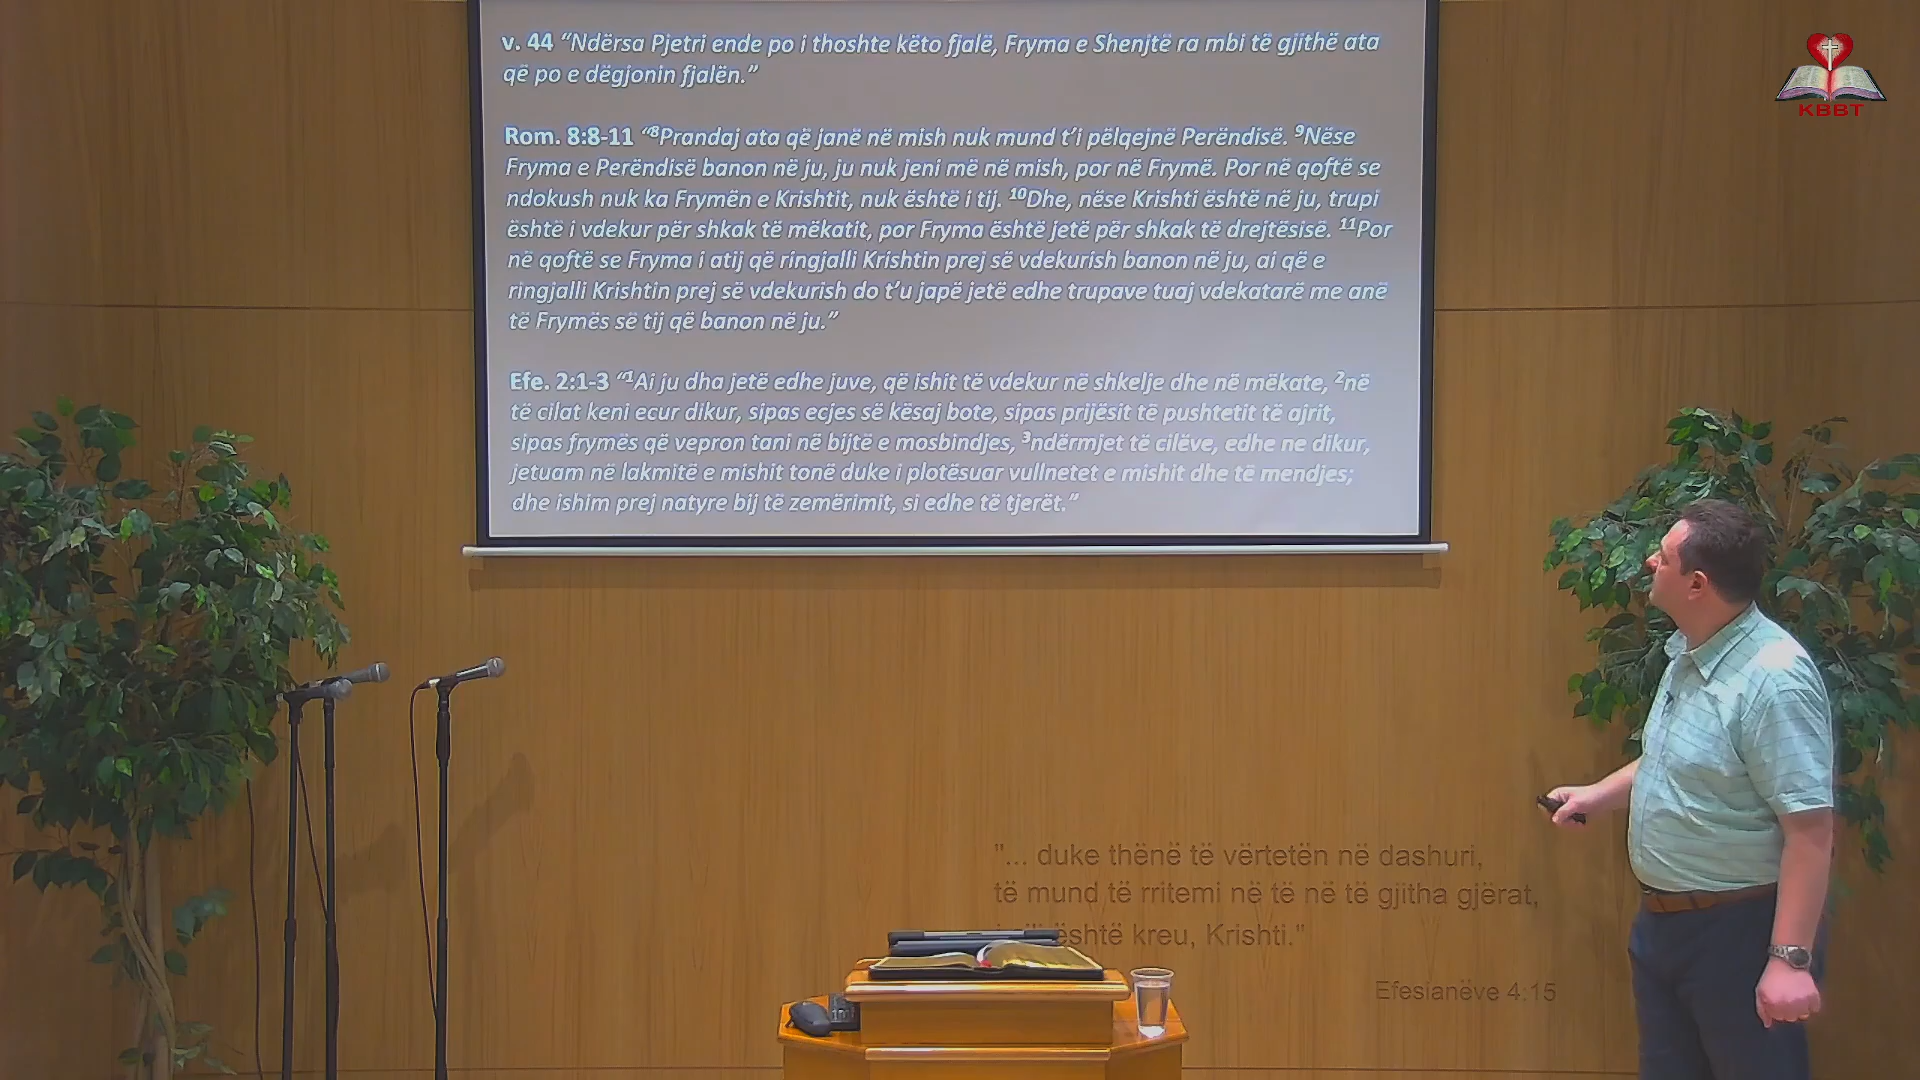 v. 44 “Ndërsa Pjetri ende po i thoshte këto fjalë, Fryma e Shenjtë ra mbi të gjithë ata
që po e dëgjonin fjalën.”
Rom. 8:8-11 “⁸Prandaj ata që janë në mish nuk mund t’i pëlqejnë Perëndisë. ⁹Nëse
Fryma e Perëndisë banon në ju, ju nuk jeni më në mish, por në Frymë. Por në qoftë se
ndokush nuk ka Frymën e Krishtit, nuk është i tij. ¹⁰Dhe, nëse Krishti është në ju, trupi
është i vdekur për shkak të mëkatit, por Fryma është jetë për shkak të drejtësisë. ¹¹Por
në qoftë se Fryma i atij që ringjalli Krishtin prej së vdekurish banon në ju, ai që e
ringjalli Krishtin prej së vdekurish do t’u japë jetë edhe trupave tuaj vdekatarë me anë
të Frymës së tij që banon në ju.”
Efe. 2:1-3 “¹Ai ju dha jetë edhe juve, që ishit të vdekur në shkelje dhe në mëkate, ²në
të cilat keni ecur dikur, sipas ecjes së kësaj bote, sipas prijësit të pushtetit të ajrit,
sipas frymës që vepron tani në bijtë e mosbindjes, ³ndërmjet të cilëve, edhe ne dikur,
jetuam në lakmitë e mishit tonë duke i plotësuar vullnetet e mishit dhe të mendjes;
dhe ishim prej natyre bij të zemërimit, si edhe të tjerët.”
KBBT
"... duke thënë të vërtetën në dashuri,
të mund të rritemi në të në të gjitha gjërat,
është kreu, Krishti."
Efesianëve 4:15